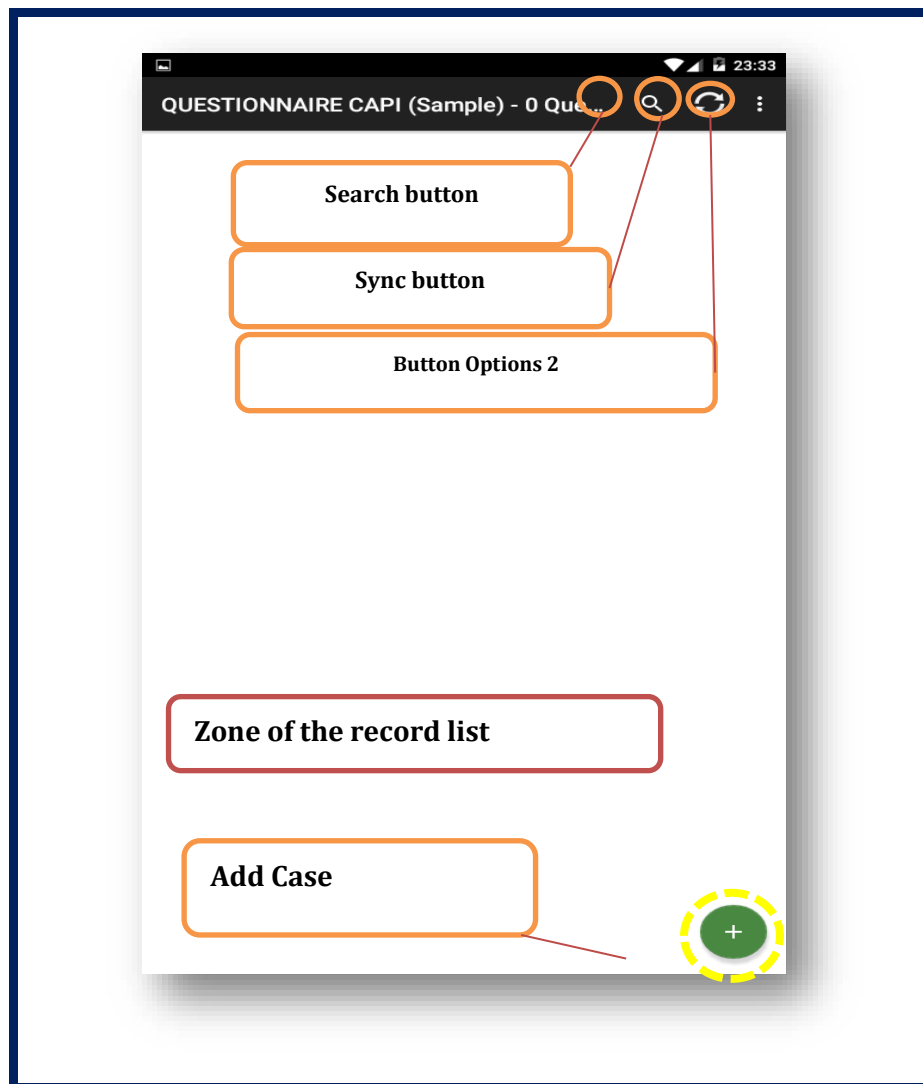 23:33
QUESTIONNAIRE CAPI (Sample) - 0 Que...
Search button
Sync button
Button Options 2
Zone of the record list
Add Case
+